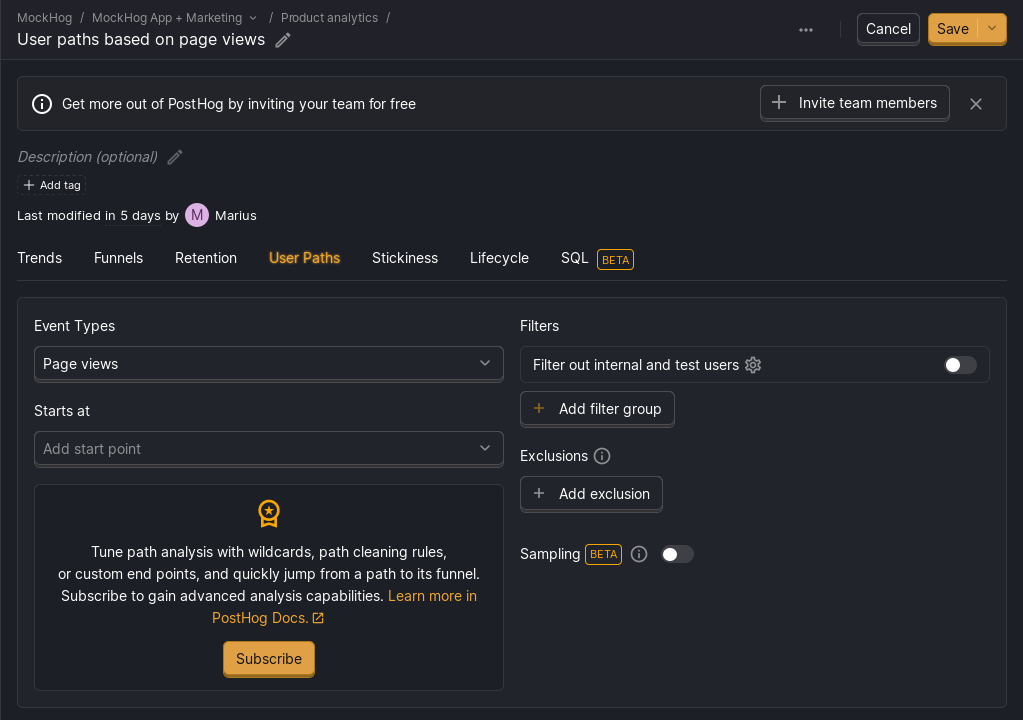 MockHog / MockHog App + Marketing / Product analytics /
User paths based on page views
Cancel
Save
Get more out of PostHog by inviting your team for free
Invite team members
Description (optional)
Add tag
Last modified in 5 days by M Marius
Trends Funnels Retention User Paths Stickiness Lifecycle SQL BETA
Event Types
Page views
Starts at
Add start point
Tune path analysis with wildcards, path cleaning rules,
or custom end points, and quickly jump from a path to its funnel.
Subscribe to gain advanced analysis capabilities. Learn more in
PostHog Docs.
Subscribe
Filters
Filter out internal and test users
Add filter group
Exclusions
Add exclusion
Sampling BETA